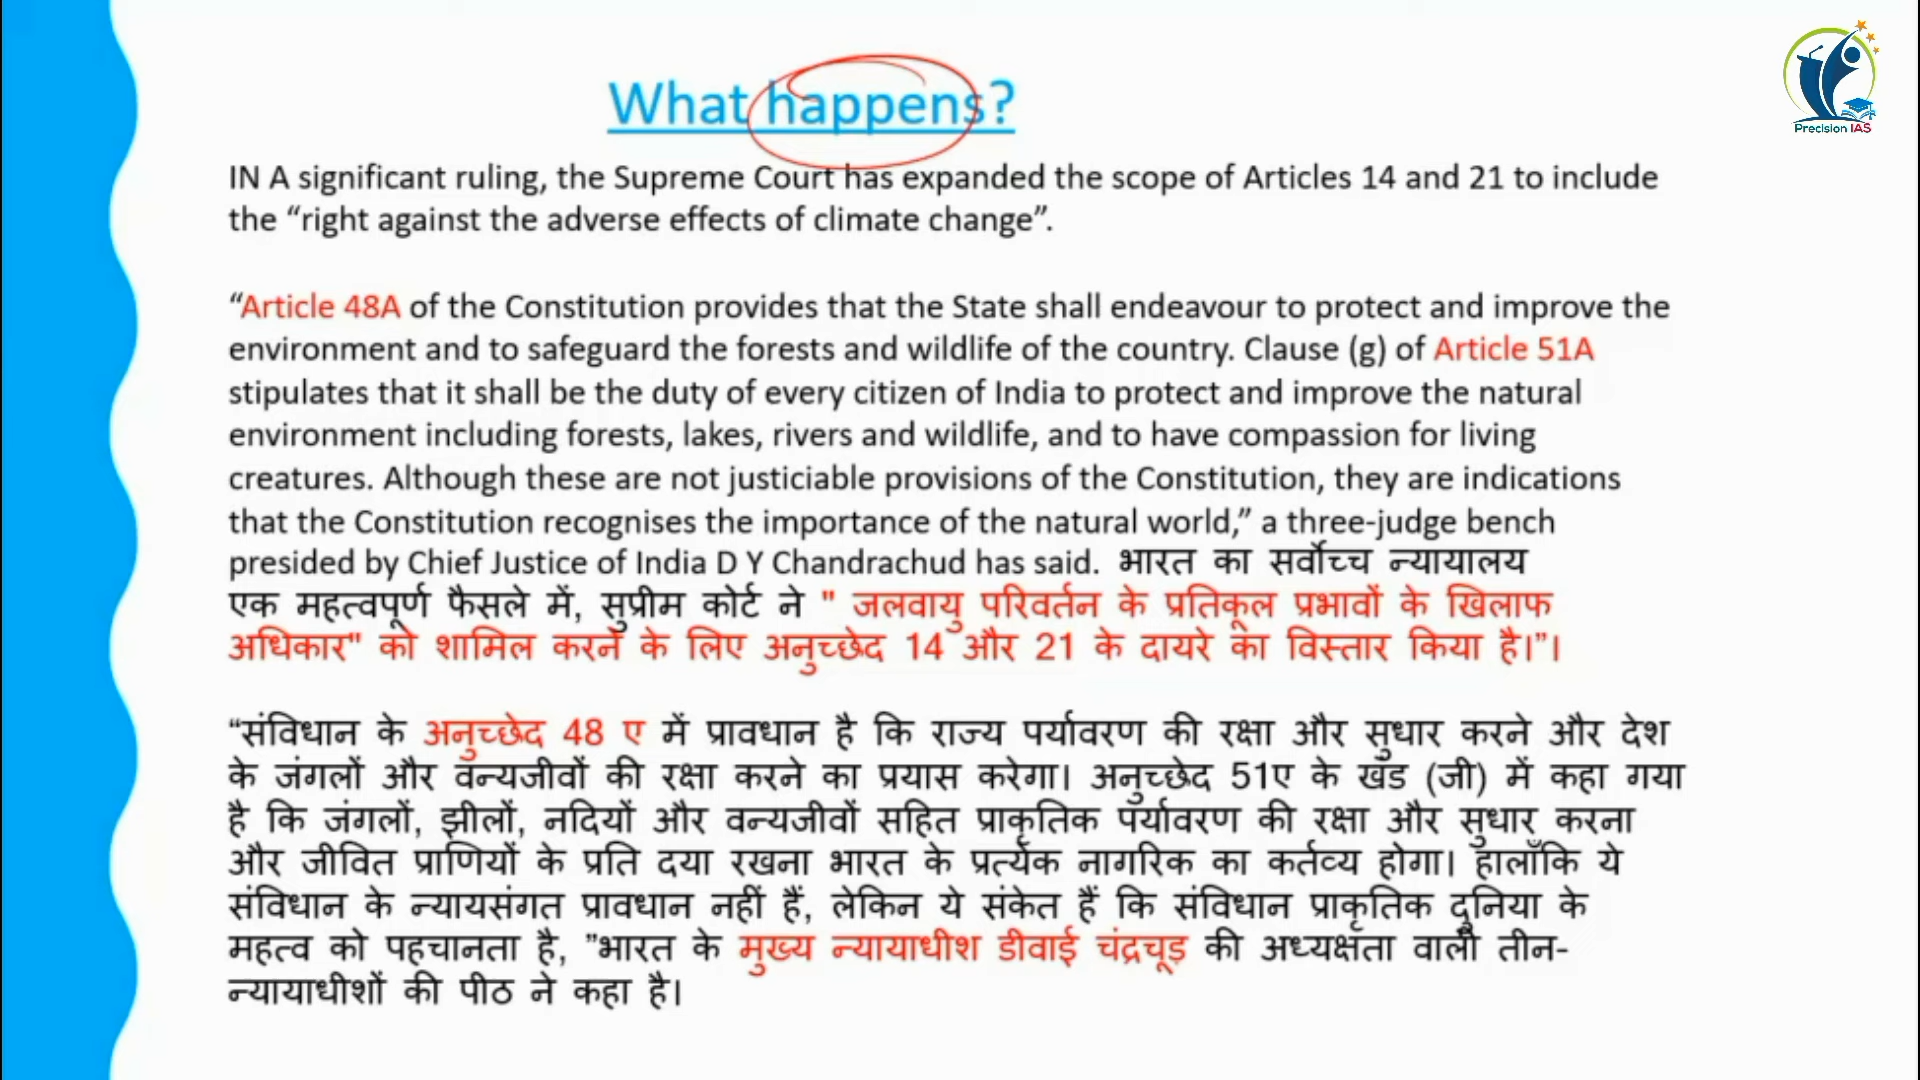 Precision IAS
What happens?
IN A significant ruling, the Supreme Court has expanded the scope of Articles 14 and 21 to include
the “right against the adverse effects of climate change”.
“Article 48A of the Constitution provides that the State shall endeavour to protect and improve the
environment and to safeguard the forests and wildlife of the country. Clause (g) of Article 51A
stipulates that it shall be the duty of every citizen of India to protect and improve the natural
environment including forests, lakes, rivers and wildlife, and to have compassion for living
creatures. Although these are not justiciable provisions of the Constitution, they are indications
that the Constitution recognises the importance of the natural world,” a three-judge bench
presided by Chief Justice of India D Y Chandrachud has said. भारत का सर्वोच्च न्यायालय
एक महत्वपूर्ण फैसले में, सुप्रीम कोर्ट ने " जलवायु परिवर्तन के प्रतिकूल प्रभावों के खिलाफ
अधिकार" को शामिल करने के लिए अनुच्छेद 14 और 21 के दायरे का विस्तार किया है।”।
“संविधान के अनुच्छेद 48 ए में प्रावधान है कि राज्य पर्यावरण की रक्षा और सुधार करने और देश
के जंगलों और वन्यजीवों की रक्षा करने का प्रयास करेगा। अनुच्छेद 51ए के खंड (जी) में कहा गया
है कि जंगलों, झीलों, नदियों और वन्यजीवों सहित प्राकृतिक पर्यावरण की रक्षा और सुधार करना
और जीवित प्राणियों के प्रति दया रखना भारत के प्रत्येक नागरिक का कर्तव्य होगा। हालाँकि ये
संविधान के न्यायसंगत प्रावधान नहीं हैं, लेकिन ये संकेत हैं कि संविधान प्राकृतिक दुनिया के
महत्व को पहचानता है, ”भारत के मुख्य न्यायाधीश डीवाई चंद्रचूड़ की अध्यक्षता वाली तीन-
न्यायाधीशों की पीठ ने कहा है।